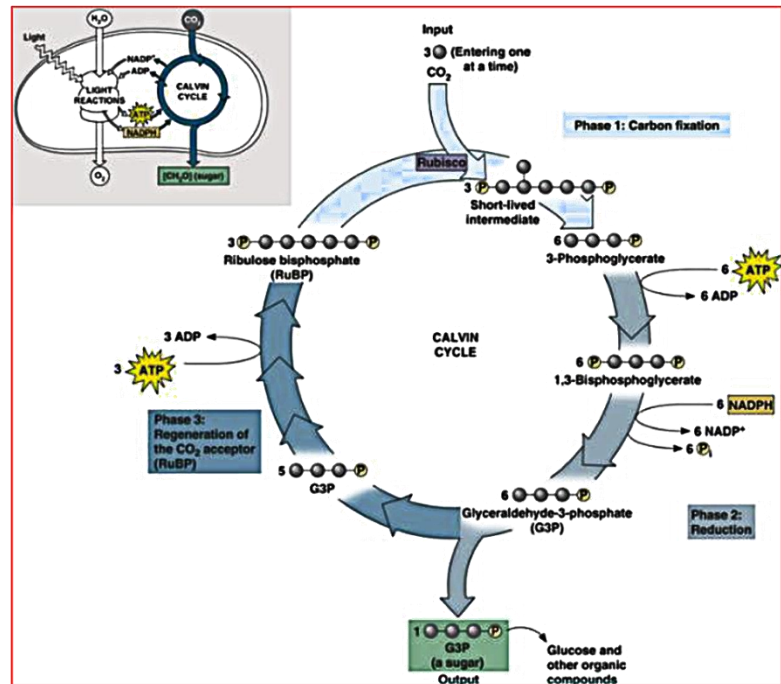 H₂O
CO₂
Light
NADP⁺
ADP
LIGHT
REACTIONS
CALVIN
CYCLE
ATP
NADPH
O₂
[CH₂O] (sugar)
Input
3 (Entering one
at a time)
CO₂
Phase 1: Carbon fixation
Rubisco
3 P P
Short-lived
intermediate
3 P P
Ribulose bisphosphate
(RuBP)
6 P
3-Phosphoglycerate
6 ATP
6 ADP
3 ADP
3 ATP
CALVIN
CYCLE
6 P P
1,3-Bisphosphoglycerate
6 NADPH
6 NADP⁺
6 Pᵢ
Phase 3:
Regeneration of
the CO₂ acceptor
(RuBP)
5 P
G3P
6 P
Glyceraldehyde-3-phosphate
(G3P)
Phase 2:
Reduction
1 P
G3P
(a sugar)
Output
Glucose and
other organic
compounds